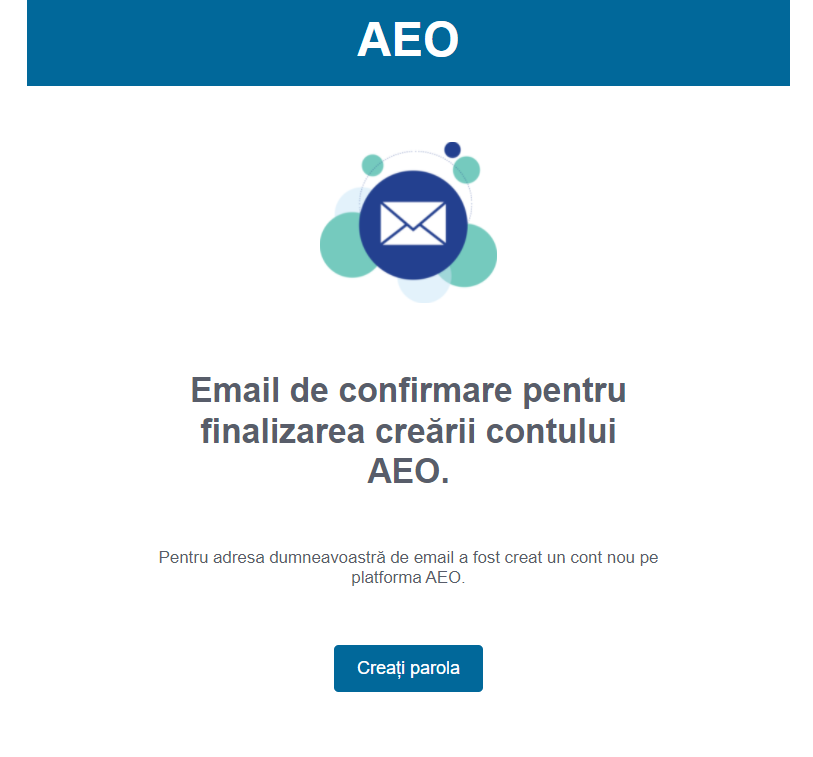 AEO
Email de confirmare pentru
finalizarea creării contului
AEO.
Pentru adresa dumneavoastră de email a fost creat un cont nou pe
platforma AEO.
Creați parola